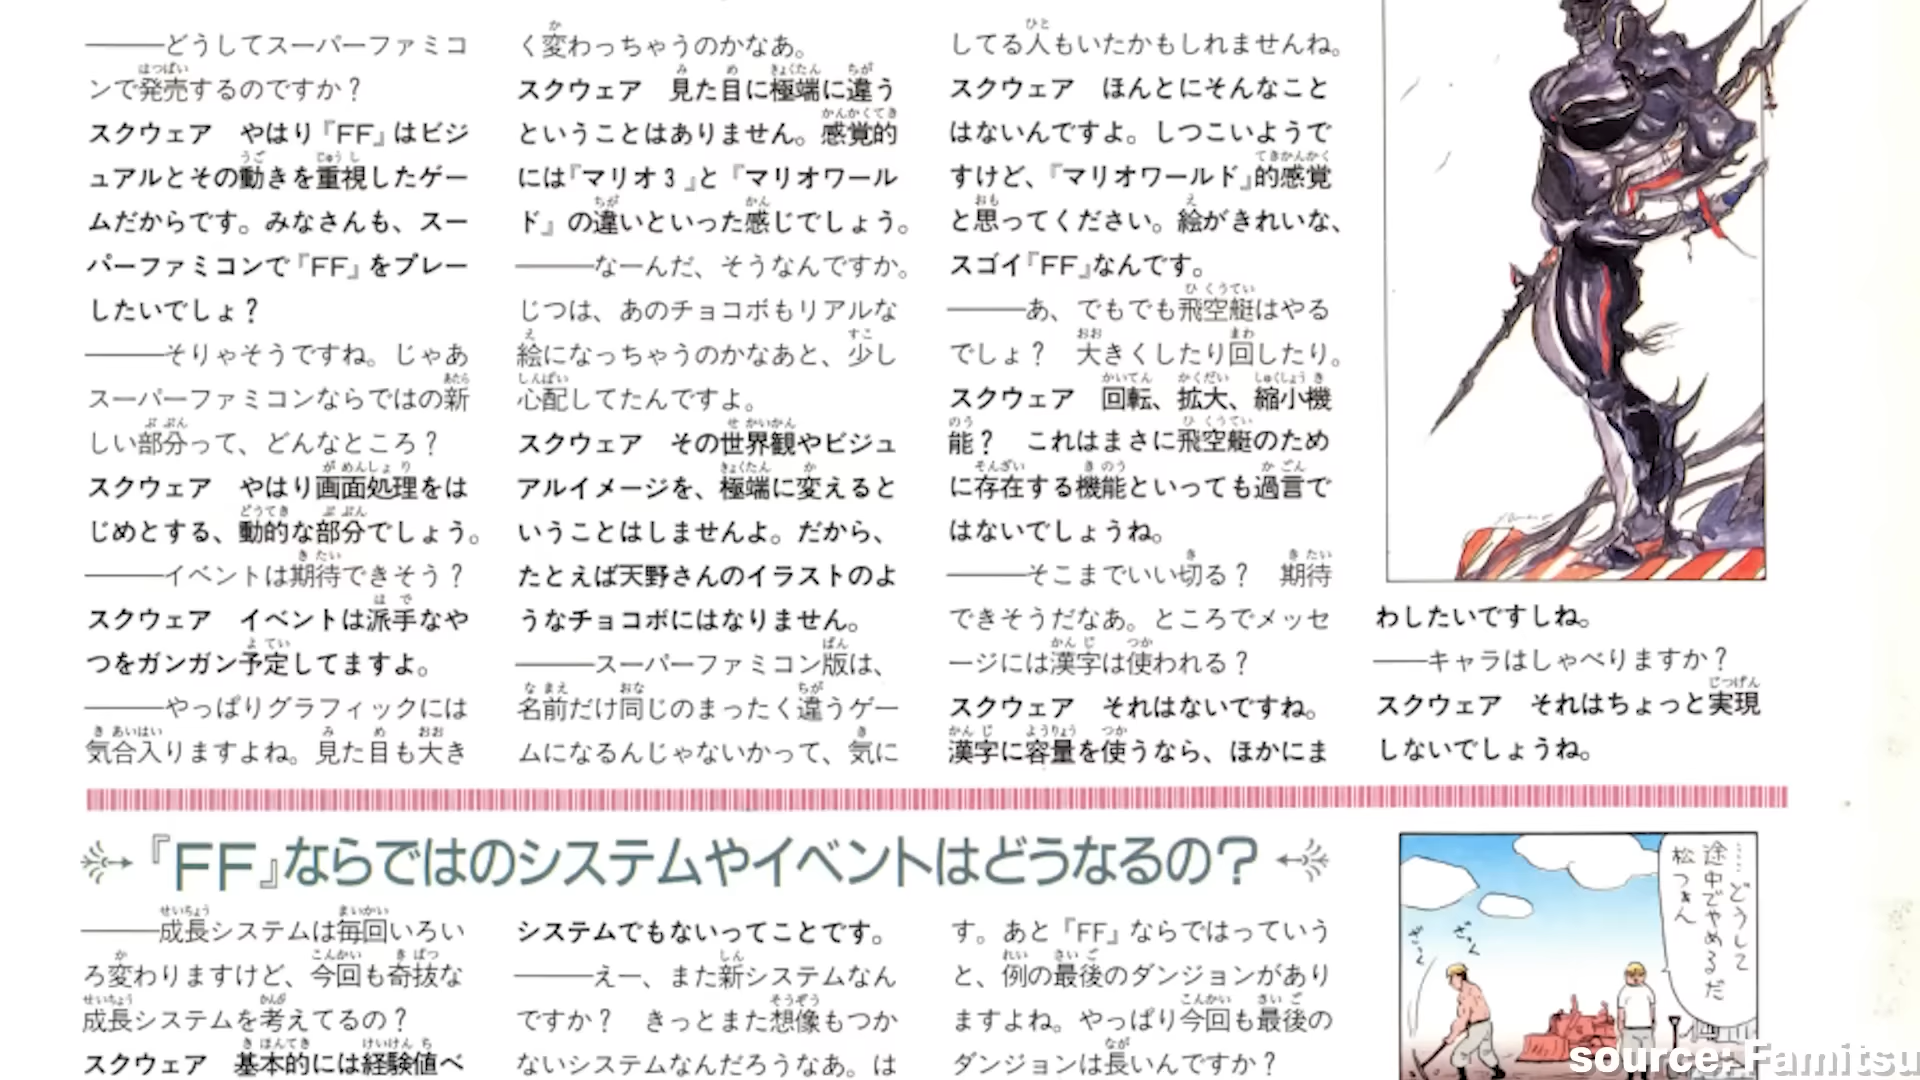 ———どうしてスーパーファミコ
ンで発売するのですか？
スクウェア　やはり『FF』はビジ
ュアルとその動きを重視したゲー
ムだからです。みなさんも、スー
パーファミコンで『FF』をプレー
したいでしょ？
———そりゃそうですね。じゃあ
スーパーファミコンならではの新
しい部分って、どんなところ？
スクウェア　やはり画面処理をは
じめとする、動的な部分でしょう。
———イベントは期待できそう？
スクウェア　イベントは派手なや
つをガンガン予定してますよ。
———やっぱりグラフィックには
気合入りますよね。見た目も大き
く変わっちゃうのかなあ。
スクウェア　見た目に極端に違う
ということはありません。感覚的
には『マリオ3』と『マリオワール
ド』の違いといった感じでしょう。
———なーんだ、そうなんですか。
じつは、あのチョコボもリアルな
絵になっちゃうのかなあと、少し
心配してたんですよ。
スクウェア　その世界観やビジュ
アルイメージを、極端に変えると
いうことはしませんよ。だから、
たとえば天野さんのイラストのよ
うなチョコボにはなりません。
———スーパーファミコン版は、
名前だけ同じのまったく違うゲー
ムになるんじゃないかって、気に
してる人もいたかもしれませんね。
スクウェア　ほんとにそんなこと
はないんですよ。しつこいようで
すけど、『マリオワールド』的感覚
と思ってください。絵がきれいな、
スゴイ『FF』なんです。
———あ、でもでも飛空艇はやる
でしょ？　大きくしたり回したり。
スクウェア　回転、拡大、縮小機
能？　これはまさに飛空艇のため
に存在する機能といっても過言で
はないでしょうね。
———そこまでいい切る？　期待
できそうだなあ。ところでメッセ
ージには漢字は使われる？
スクウェア　それはないですね。
漢字に容量を使うなら、ほかにま
わしたいですしね。
——キャラはしゃべりますか？
スクウェア　それはちょっと実現
しないでしょうね。
『FF』ならではのシステムやイベントはどうなるの？
———成長システムは毎回いろい
ろ変わりますけど、今回も奇抜な
成長システムを考えてるの？
スクウェア　基本的には経験値ベ
システムでもないってことです。
———えー、また新システムなん
ですか？　きっとまた想像もつか
ないシステムなんだろうなあ。は
す。あと『FF』ならではっていう
と、例の最後のダンジョンがあり
ますよね。やっぱり今回も最後の
ダンジョンは長いんですか？
……どうして
途中でやめるだ
松つぁん
ざっく
ざっく
source: Famitsu